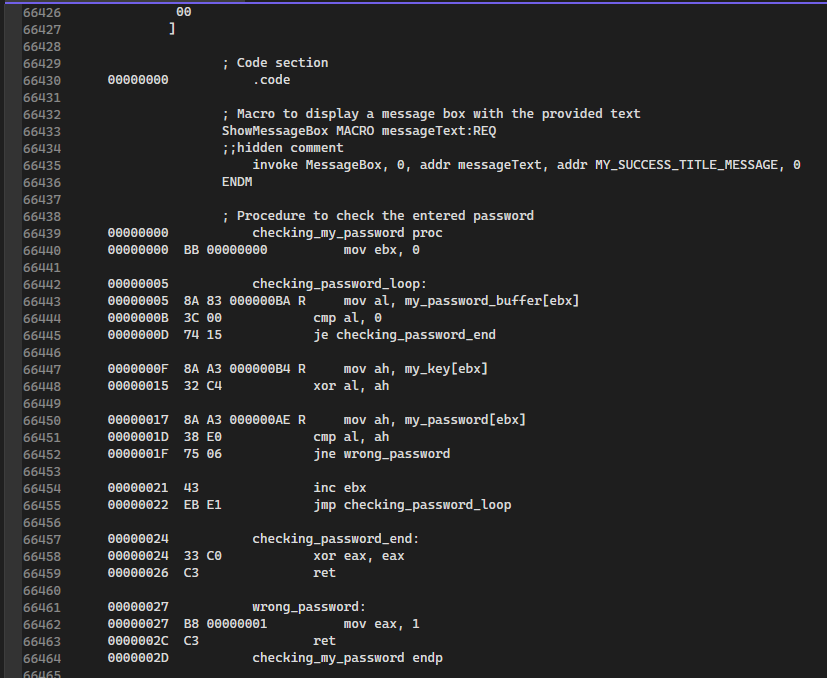 66426 00
66427 ]
66428
66429 ; Code section
66430 00000000 .code
66431
66432 ; Macro to display a message box with the provided text
66433 ShowMessageBox MACRO messageText:REQ
66434 ;;hidden comment
66435 invoke MessageBox, 0, addr messageText, addr MY_SUCCESS_TITLE_MESSAGE, 0
66436 ENDM
66437
66438 ; Procedure to check the entered password
66439 00000000 checking_my_password proc
66440 00000000 BB 00000000 mov ebx, 0
66441
66442 00000005 checking_password_loop:
66443 00000005 8A 83 000000BA R mov al, my_password_buffer[ebx]
66444 0000000B 3C 00 cmp al, 0
66445 0000000D 74 15 je checking_password_end
66446
66447 0000000F 8A A3 000000B4 R mov ah, my_key[ebx]
66448 00000015 32 C4 xor al, ah
66449
66450 00000017 8A A3 000000AE R mov ah, my_password[ebx]
66451 0000001D 38 E0 cmp al, ah
66452 0000001F 75 06 jne wrong_password
66453
66454 00000021 43 inc ebx
66455 00000022 EB E1 jmp checking_password_loop
66456
66457 00000024 checking_password_end:
66458 00000024 33 C0 xor eax, eax
66459 00000026 C3 ret
66460
66461 00000027 wrong_password:
66462 00000027 B8 00000001 mov eax, 1
66463 0000002C C3 ret
66464 0000002D checking_my_password endp
66465